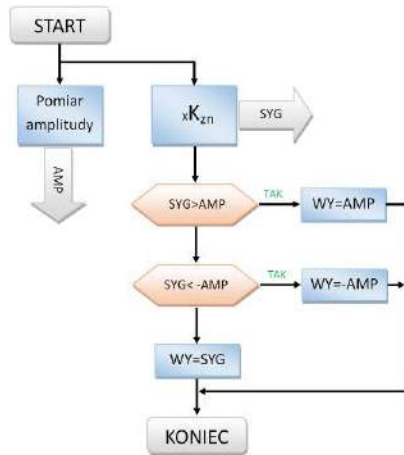 START
Pomiar
amplitudy
xKzn
SYG
AMP
SYG>AMP
TAK
WY=AMP
SYG< -AMP
TAK
WY=-AMP
WY=SYG
KONIEC